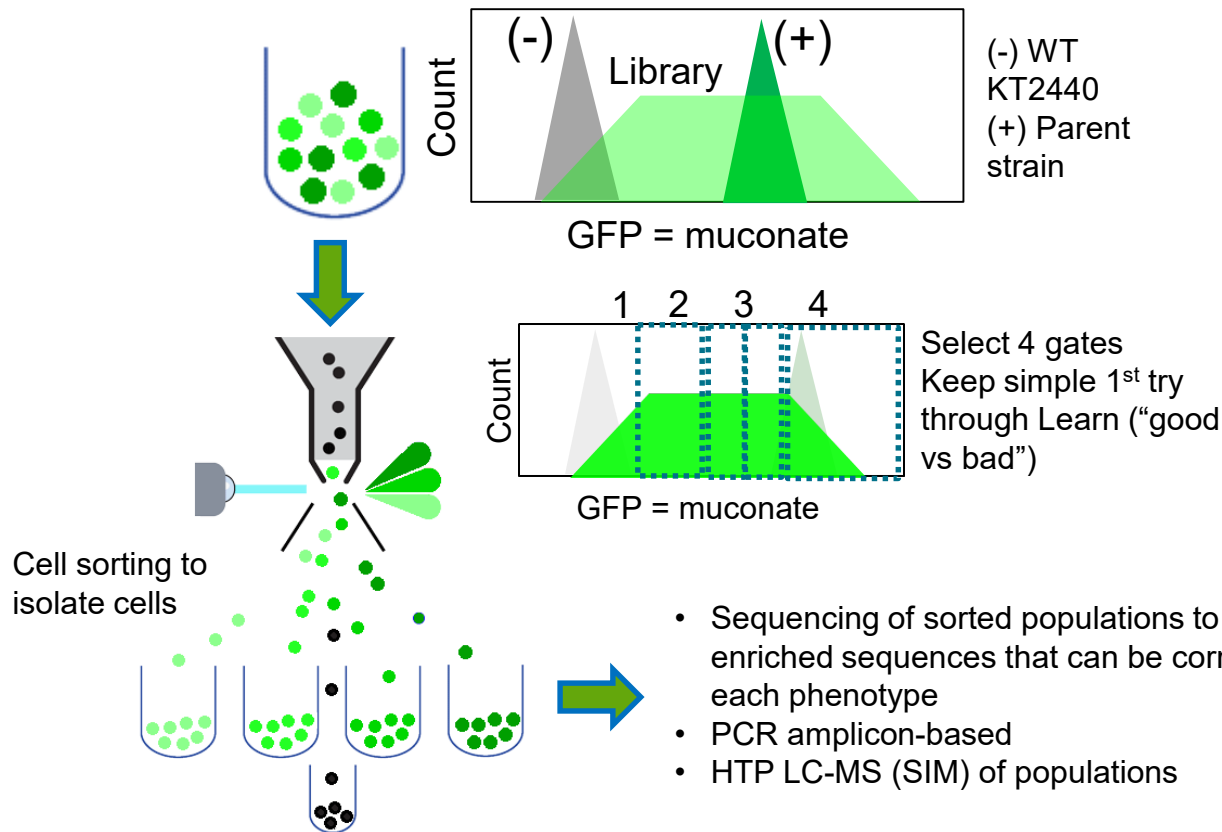 (-)
(+)
Library
Count
GFP = muconate
(-) WT
KT2440
(+) Parent
strain
1 2 3 4
Count
GFP = muconate
Select 4 gates
Keep simple 1st try
through Learn (“good
vs bad”)
Cell sorting to
isolate cells
• Sequencing of sorted populations to
enriched sequences that can be
each phenotype
• PCR amplicon-based
• HTP LC-MS (SIM) of populations